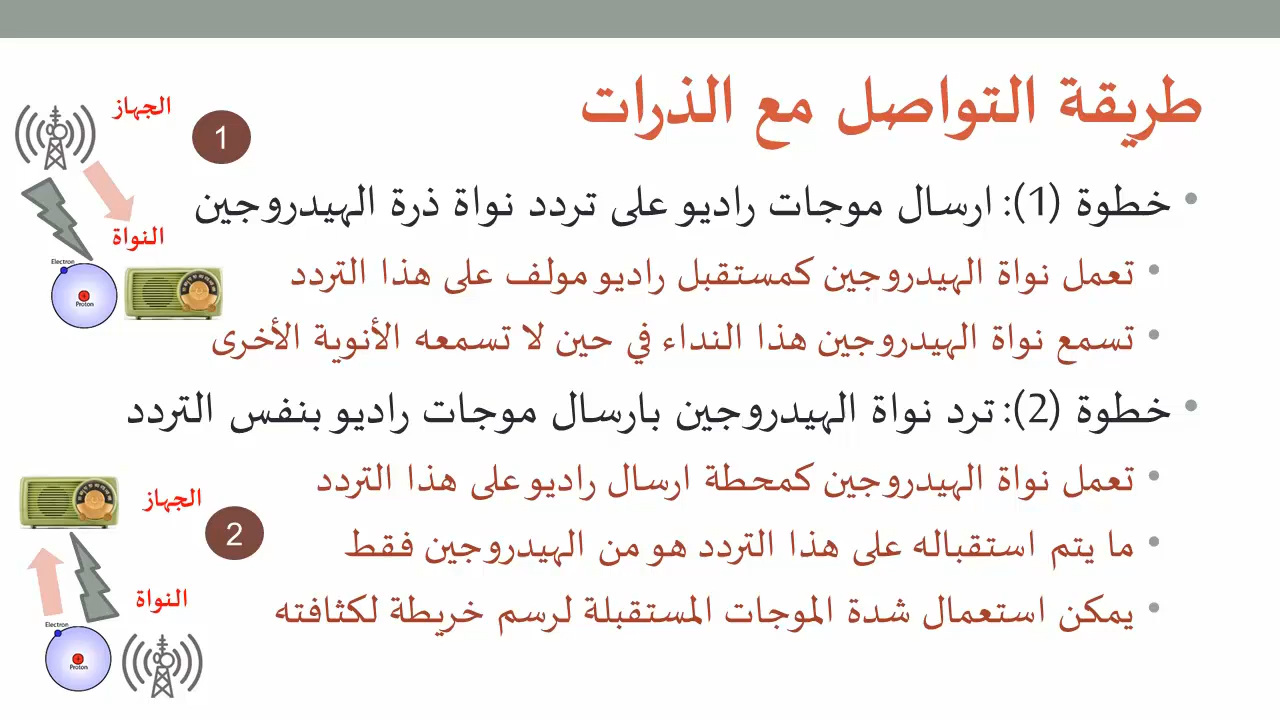 طريقة التواصل مع الذرات
خطوة (1): ارسال موجات راديو على تردد نواة ذرة الهيدروجين
تعمل نواة الهيدروجين كمستقبل راديو مولف على هذا التردد
تسمع نواة الهيدروجين هذا النداء في حين لا تسمعه الأنوية الأخرى
خطوة (2): ترد نواة الهيدروجين بارسال موجات راديو بنفس التردد
تعمل نواة الهيدروجين كمحطة ارسال راديو على هذا التردد
ما يتم استقباله على هذا التردد هو من الهيدروجين فقط
يمكن استعمال شدة الموجات المستقبلة لرسم خريطة لكثافته
1
الجهاز
النواة
Electron
Proton
2
الجهاز
النواة
Electron
Proton